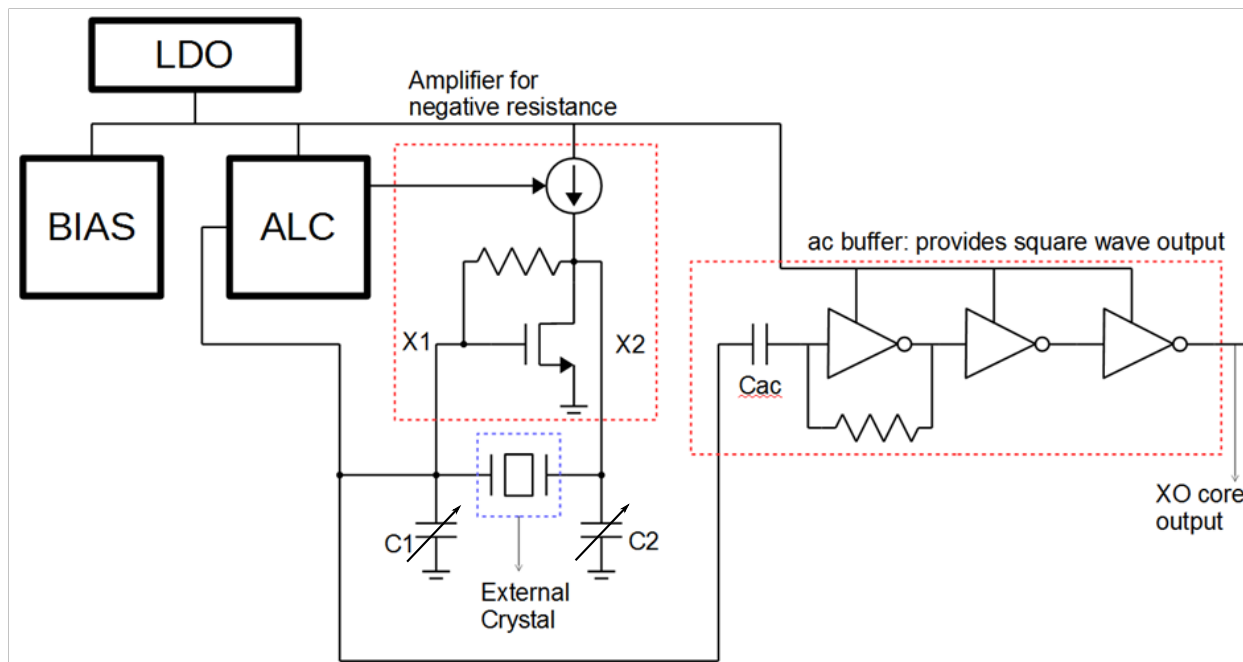 LDO
Amplifier for
negative resistance
BIAS
ALC
ac buffer: provides square wave output
X1
X2
Cac
C1
C2
XO core
output
External
Crystal